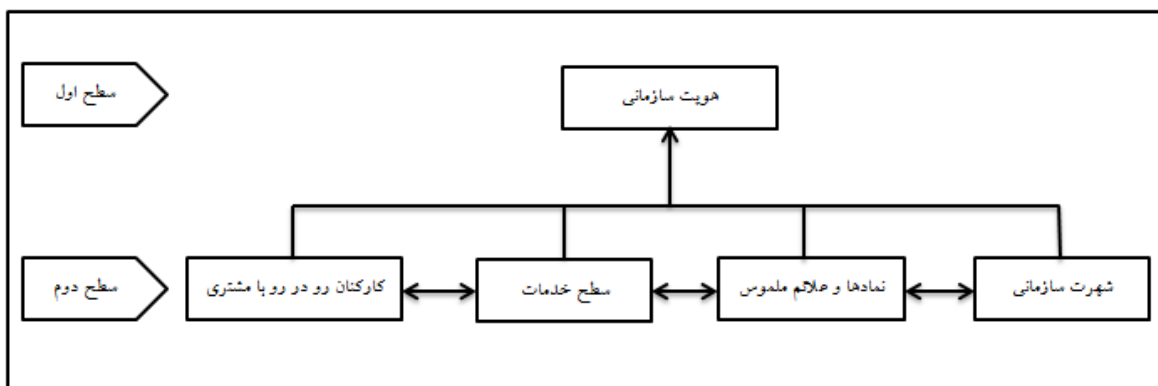 سطح اول
هویت سازمانی
سطح دوم
شهرت سازمانی
نمادها و علائم ملموس
سطح خدمات
کارکنان رو در رو با مشتری